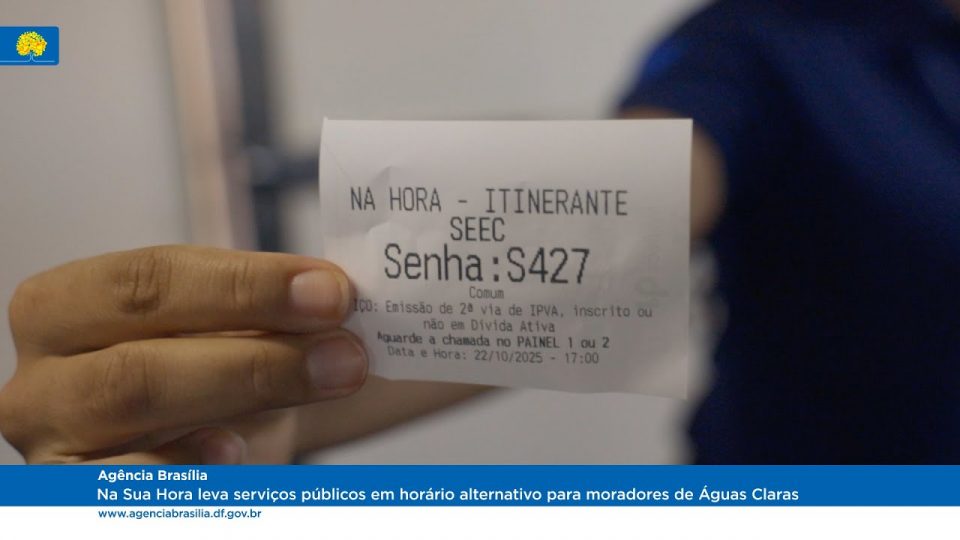 NA HORA - ITINERANTE
SEEC
Senha:S427
Comum
IÇO: Emissão de 2ª via de IPVA, inscrito ou
não em Dívida Ativa
Aguarde a chamada no PAINEL 1 ou 2
Data e Hora: 22/10/2025 - 17:00
Agência Brasília
Na Sua Hora leva serviços públicos em horário alternativo para moradores de Águas Claras
www.agenciabrasilia.df.gov.br